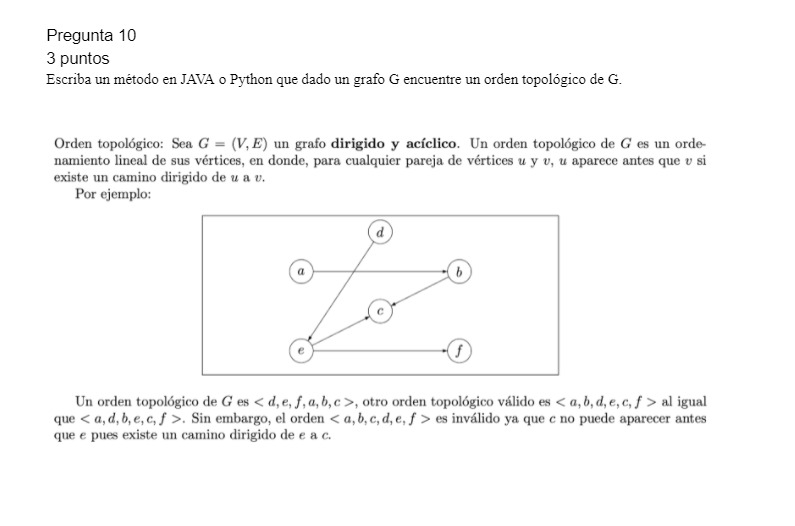 Pregunta 10
3 puntos
Escriba un método en JAVA o Python que dado un grafo G encuentre un orden topológico de G.
Orden topológico: Sea G = (V, E) un grafo dirigido y acíclico. Un orden topológico de G es un orde-
namiento lineal de sus vértices, en donde, para cualquier pareja de vértices u y v, u aparece antes que v si
existe un camino dirigido de u a v.
Por ejemplo:
d
a
b
c
e
f
Un orden topológico de G es < d, e, f, a, b, c >, otro orden topológico válido es < a, b, d, e, c, f > al igual
que < a, d, b, e, c, f >. Sin embargo, el orden < a, b, c, d, e, f > es inválido ya que c no puede aparecer antes
que e pues existe un camino dirigido de e a c.